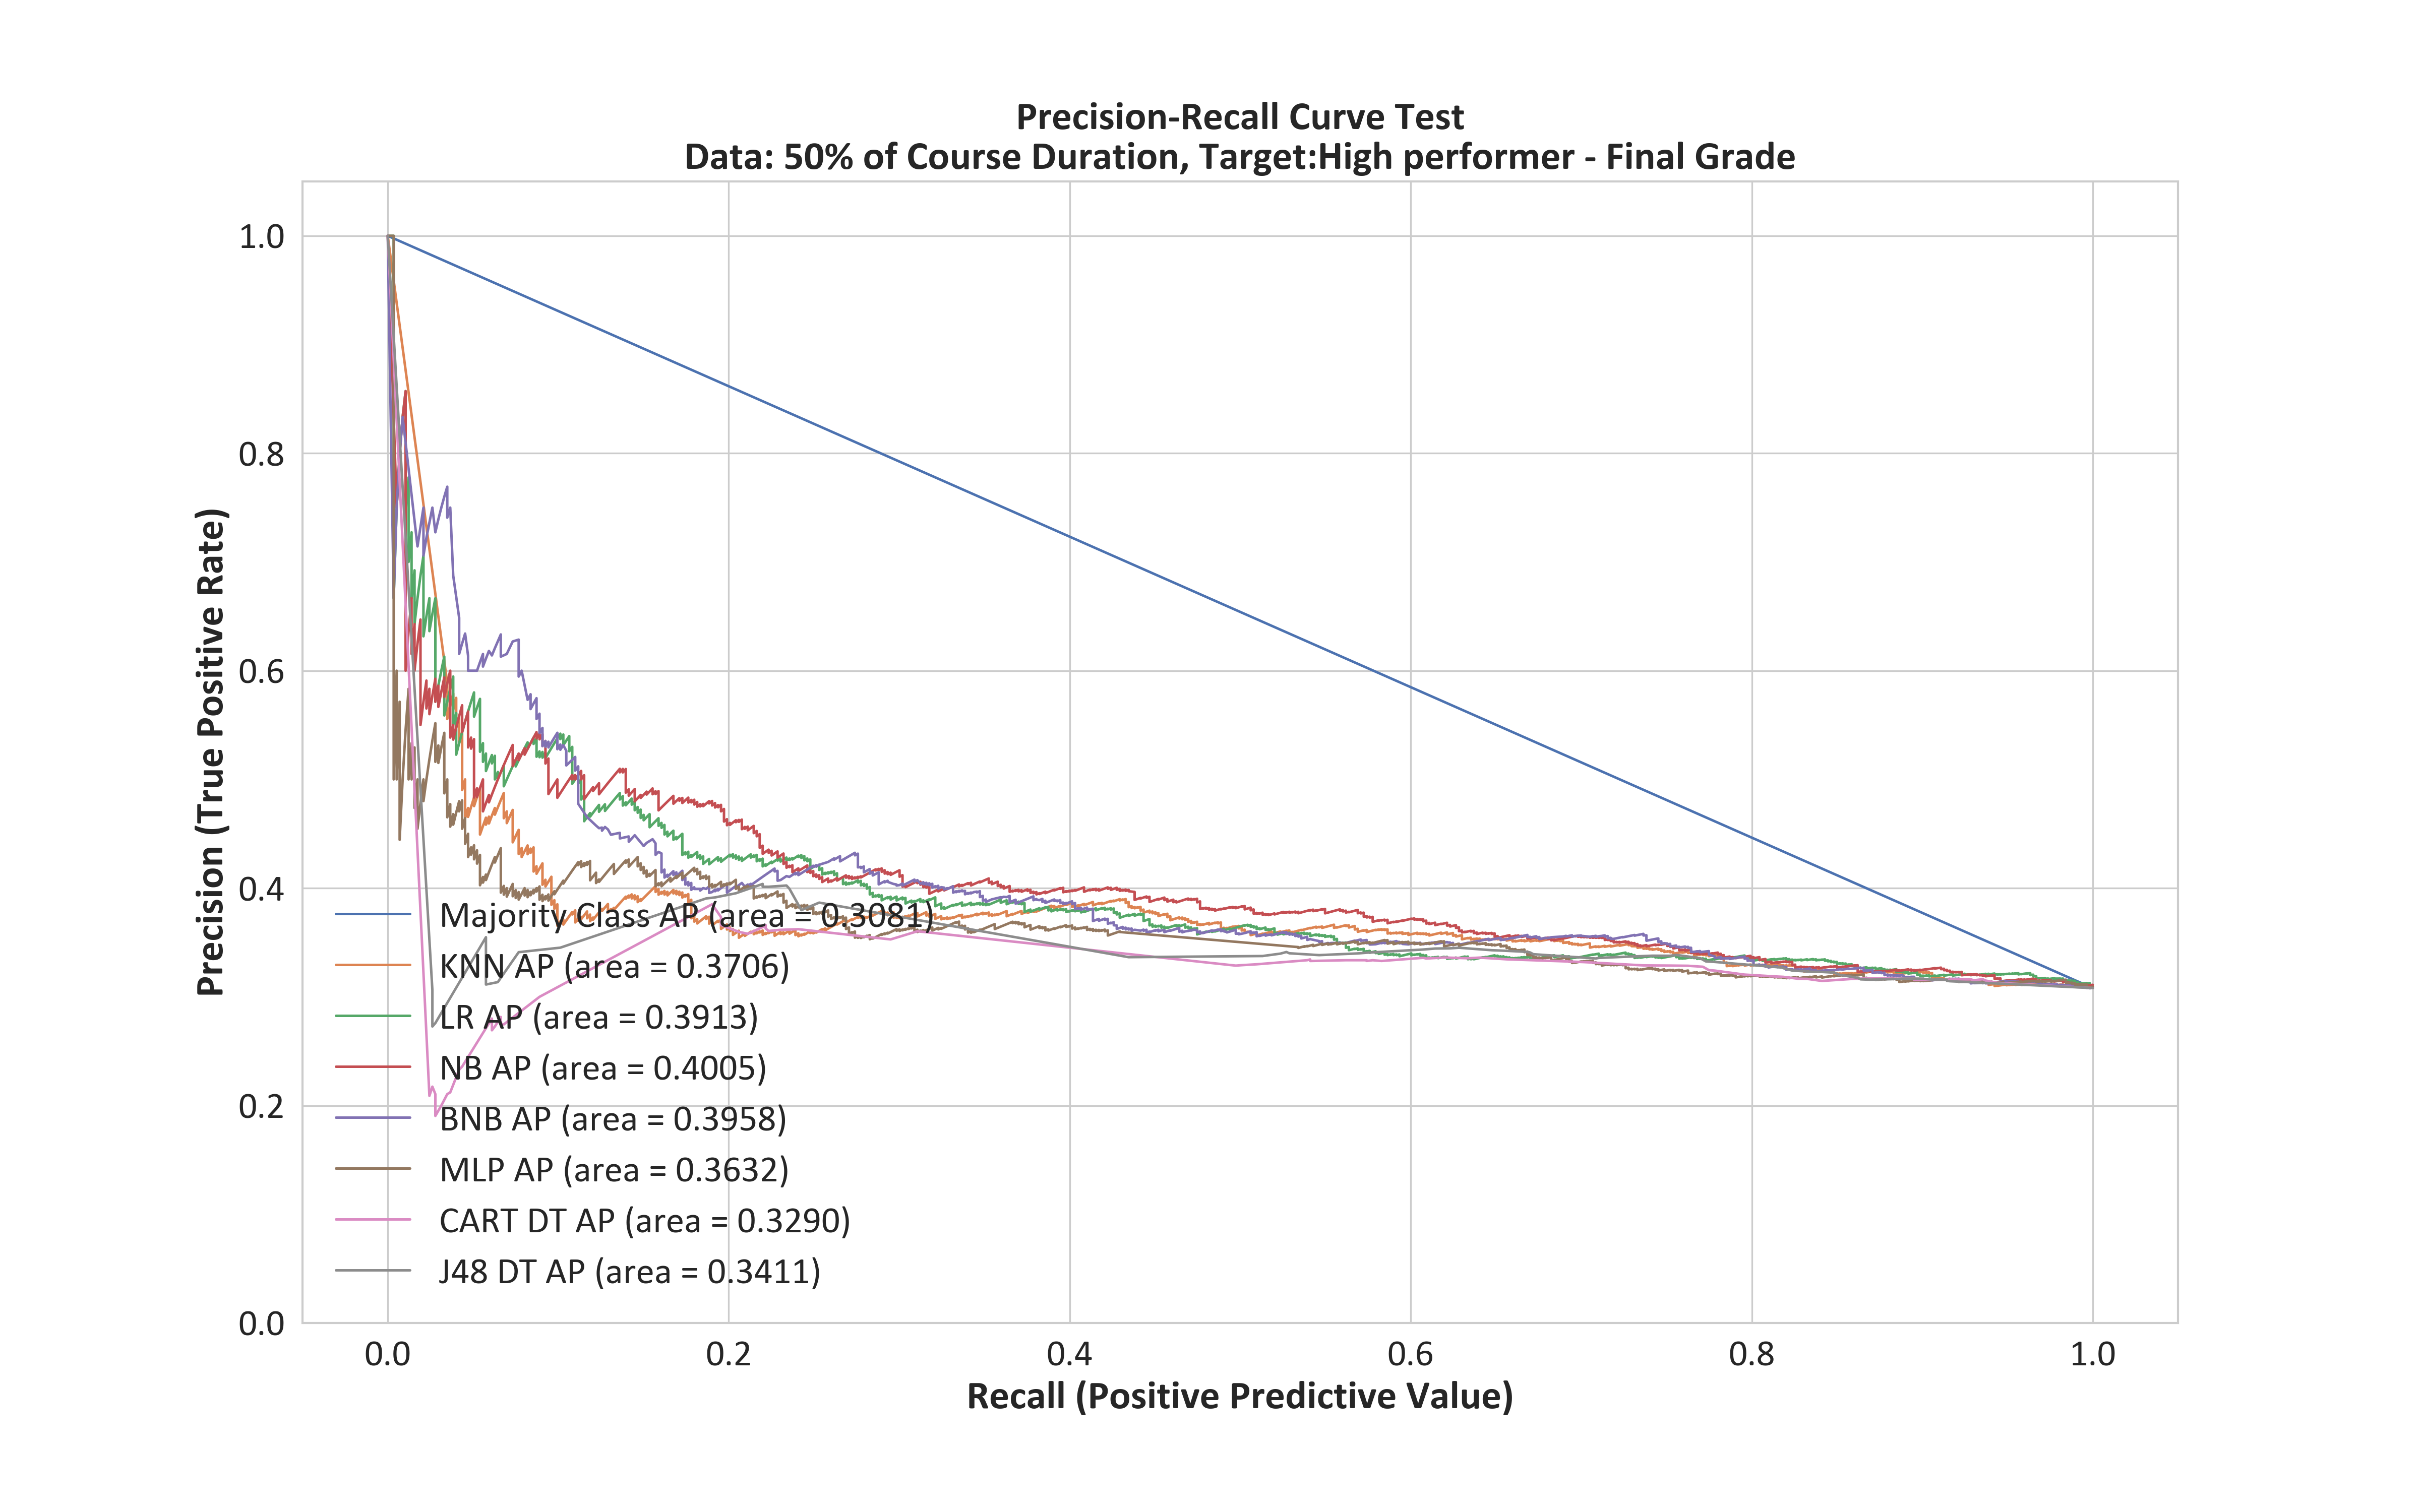 Precision-Recall Curve Test
Data: 50% of Course Duration, Target:High performer - Final Grade
Precision (True Positive Rate)
1.0
0.8
0.6
0.4
0.2
0.0
Majority Class AP (area = 0.3081)
KNN AP (area = 0.3706)
LR AP (area = 0.3913)
NB AP (area = 0.4005)
BNB AP (area = 0.3958)
MLP AP (area = 0.3632)
CART DT AP (area = 0.3290)
J48 DT AP (area = 0.3411)
0.0 0.2 0.4 0.6 0.8 1.0
Recall (Positive Predictive Value)